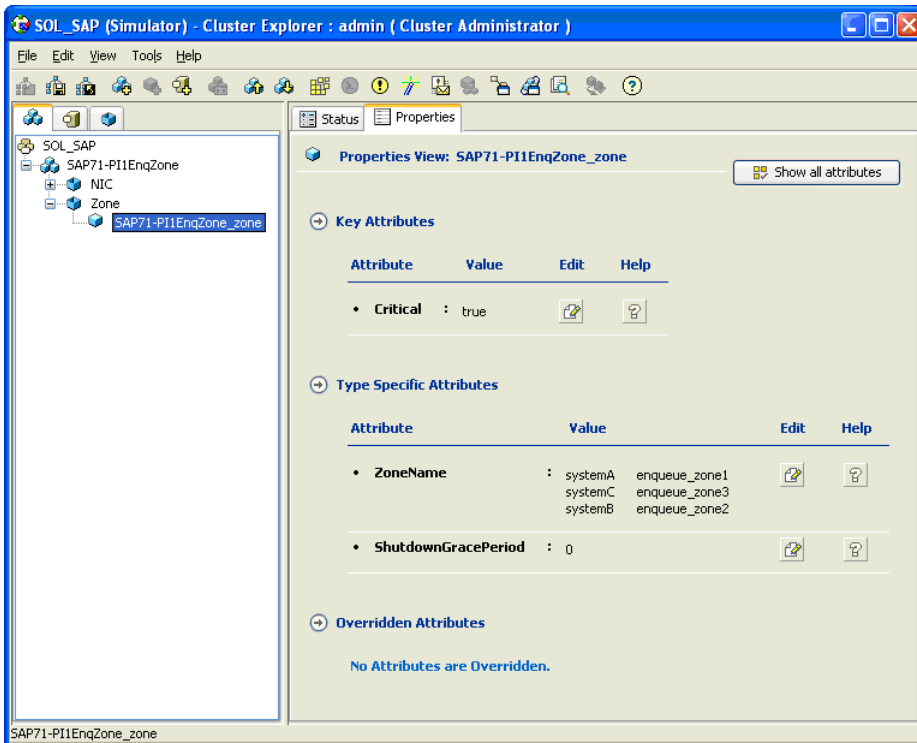 SOL_SAP (Simulator) - Cluster Explorer : admin ( Cluster Administrator )
File Edit View Tools Help
SOL_SAP
SAP71-PI1EnqZone
NIC
Zone
SAP71-PI1EnqZone_zone
Status Properties
Properties View: SAP71-PI1EnqZone_zone
Show all attributes
Key Attributes
Attribute Value Edit Help
• Critical : true
Type Specific Attributes
Attribute Value Edit Help
• ZoneName : systemA enqueue_zone1
systemC enqueue_zone3
systemB enqueue_zone2
• ShutdownGracePeriod : 0
Overridden Attributes
No Attributes are Overridden.
SAP71-PI1EnqZone_zone